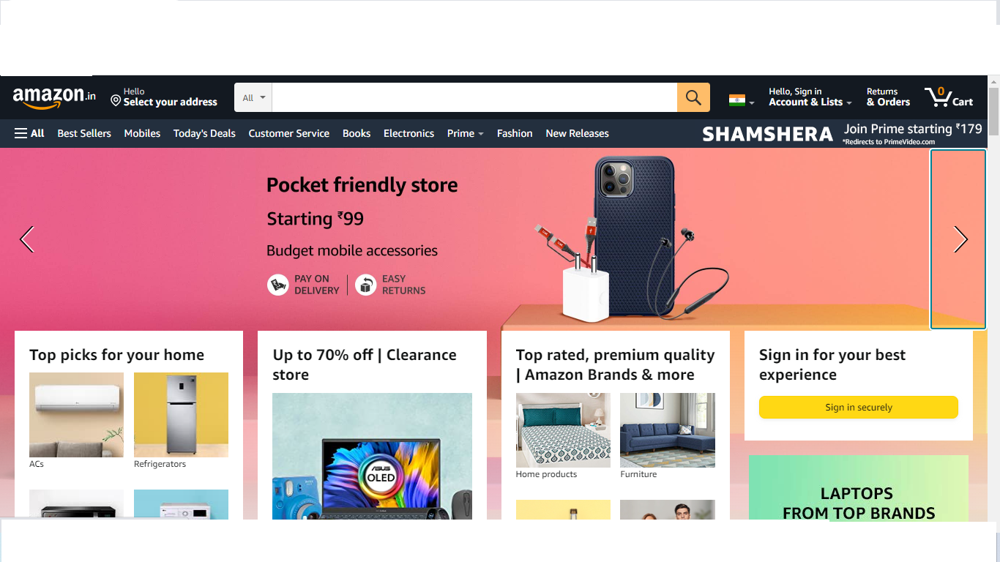 amazon.in
Hello
Select your address
All
Hello, Sign in
Account & Lists
Returns
& Orders
0
Cart
All
Best Sellers
Mobiles
Today's Deals
Customer Service
Books
Electronics
Prime
Fashion
New Releases
SHAMSHERA
Join Prime starting ₹179
*Redirects to PrimeVideo.com
Pocket friendly store
Starting ₹99
Budget mobile accessories
PAY ON
DELIVERY
EASY
RETURNS
Top picks for your home
ACs
Refrigerators
Up to 70% off | Clearance
store
ASUS
OLED
Top rated, premium quality
| Amazon Brands & more
Home products
Furniture
Sign in for your best
experience
Sign in securely
LAPTOPS
FROM TOP BRANDS